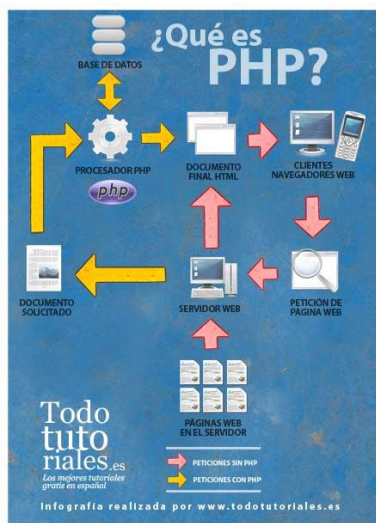 ¿Qué es
PHP?
BASE DE DATOS
PROCESADOR PHP
php
DOCUMENTO
FINAL HTML
CLIENTES
NAVEGADORES WEB
DOCUMENTO
SOLICITADO
SERVIDOR WEB
PETICIÓN DE
PÁGINA WEB
PÁGINAS WEB
EN EL SERVIDOR
Todo
tuto
riales.es
Los mejores tutoriales
gratis en español
PETICIONES SIN PHP
PETICIONES CON PHP
Infografía realizada por www.todotutoriales.es